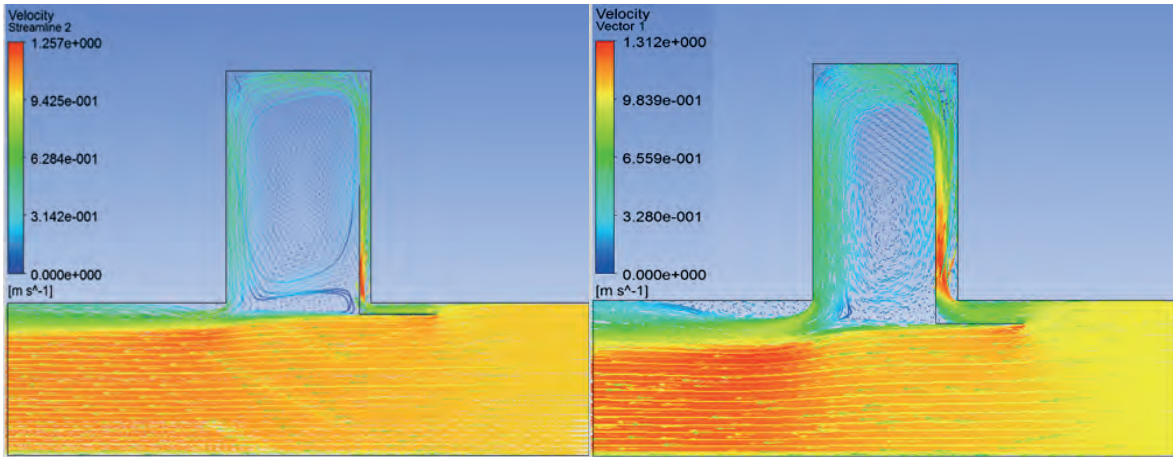 Velocity
Streamline 2
1.257e+000
9.425e-001
6.284e-001
3.142e-001
0.000e+000
[m s^-1]
Velocity
Vector 1
1.312e+000
9.839e-001
6.559e-001
3.280e-001
0.000e+000
[m s^-1]